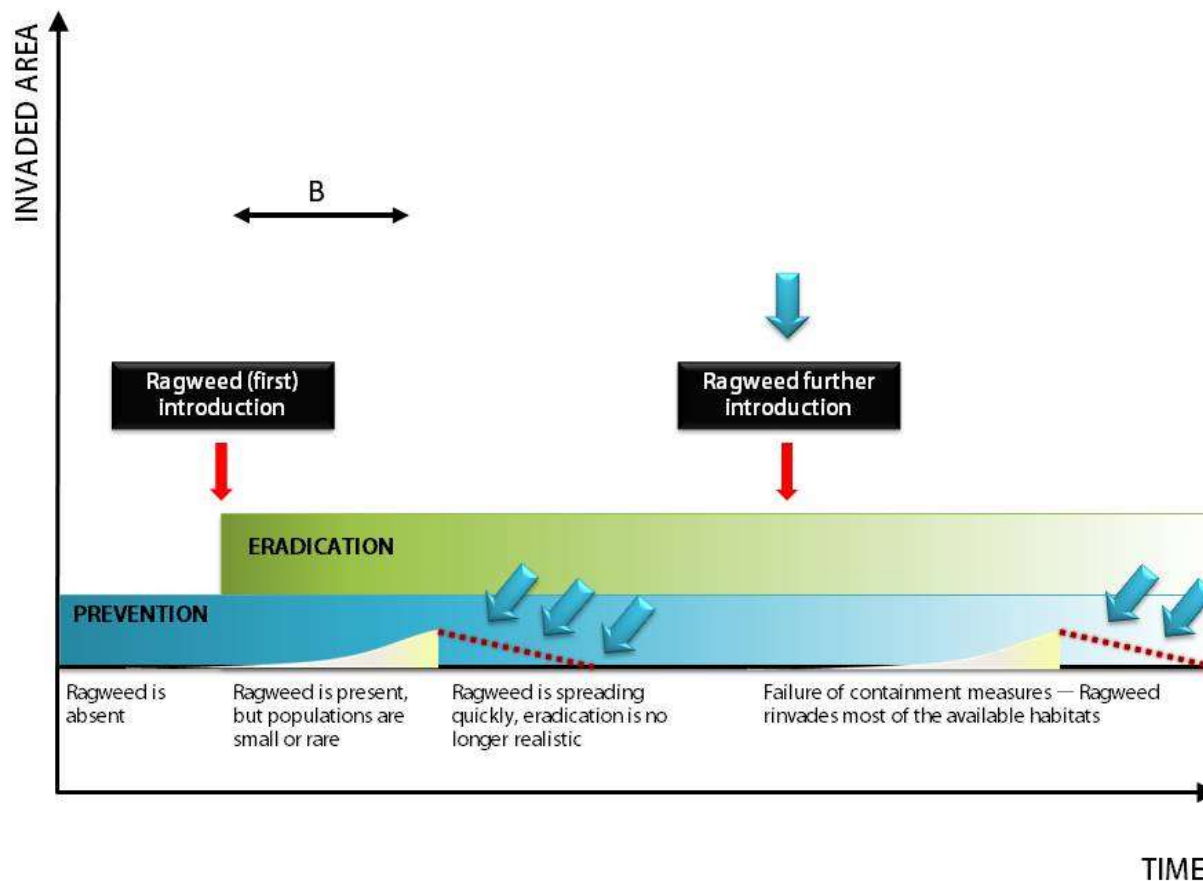 INVADED AREA
B
Ragweed (first)
introduction
Ragweed further
introduction
ERADICATION
PREVENTION
Ragweed is
absent
Ragweed is present,
but populations are
small or rare
Ragweed is spreading
quickly, eradication is no
longer realistic
Failure of containment measures — Ragweed
rinvades most of the available habitats
TIME